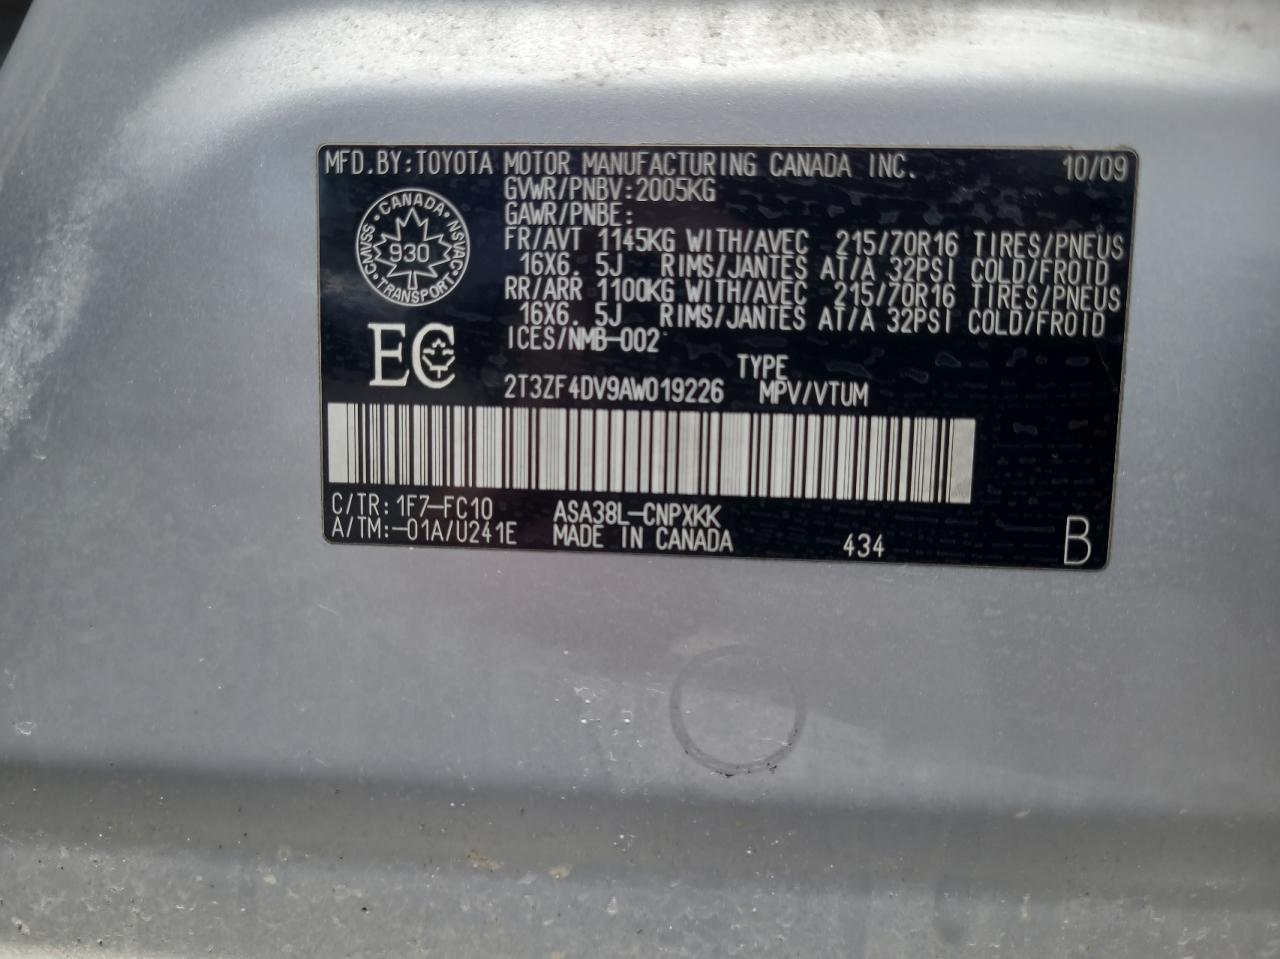 MFD.BY:TOYOTA MOTOR MANUFACTURING CANADA INC. 10/09
GVWR/PNBV:2005KG
GAWR/PNBE:
FR/AVT 1145KG WITH/AVEC 215/70R16 TIRES/PNEUS
16X6. 5J RIMS/JANTES AT/A 32PSI COLD/FROID
RR/ARR 1100KG WITH/AVEC 215/70R16 TIRES/PNEUS
16X6. 5J RIMS/JANTES AT/A 32PSI COLD/FROID
ICES/NMB-002
CANADA
CMVSS 930 NSVAC
TRANSPORT
EC
TYPE
2T3ZF4DV9AW019226 MPV/VTUM
C/TR: 1F7-FC10 ASA38L-CNPXKK
A/TM:-01A/U241E MADE IN CANADA 434 B